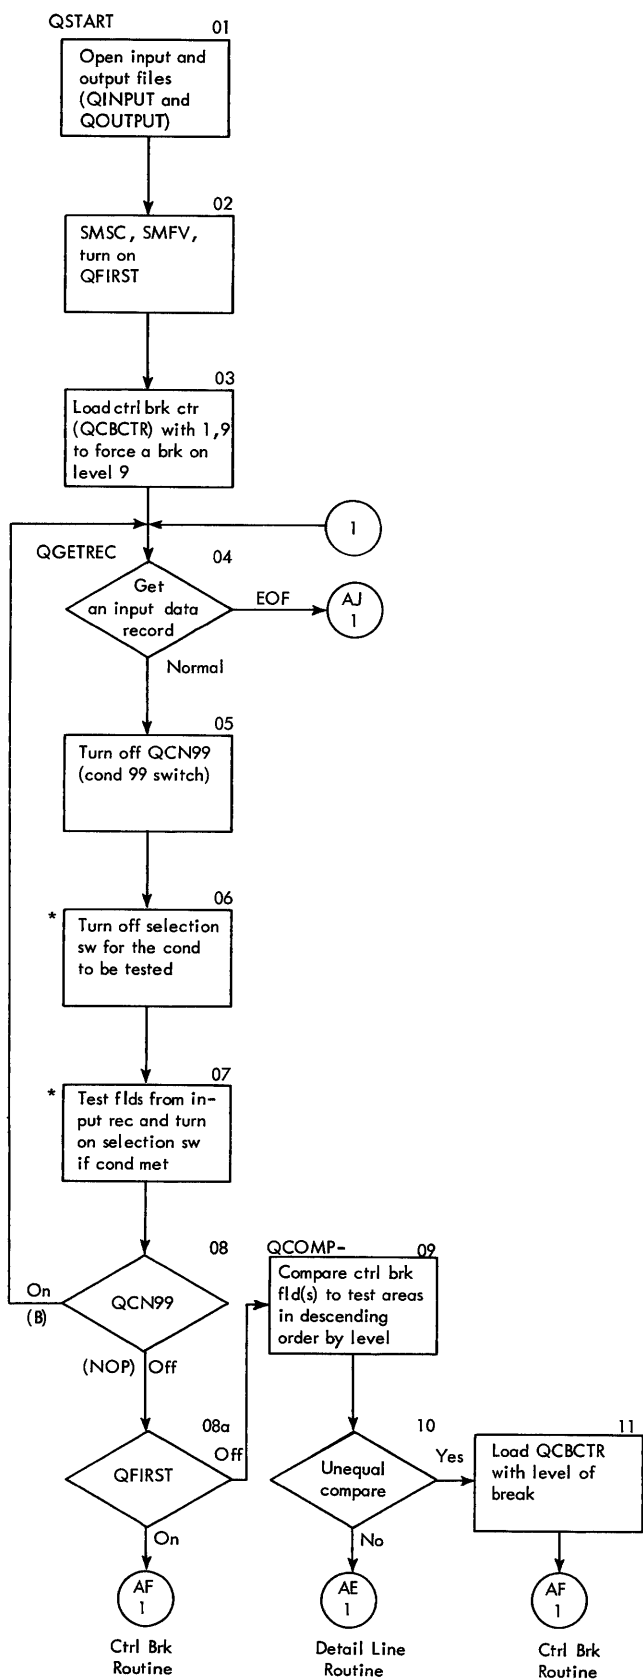 QSTART
01
Open input and
output files
(QINPUT and
QOUTPUT)
02
SMSC, SMFV,
turn on
QFIRST
03
Load ctrl brk ctr
(QCBCTR) with 1,9
to force a brk on
level 9
1
QGETREC
04
Get
an input data
record
EOF
AJ
1
Normal
05
Turn off QCN99
(cond 99 switch)
06
*
Turn off selection
sw for the cond
to be tested
07
*
Test flds from in-
put rec and turn
on selection sw
if cond met
08
On
(B)
QCN99
(NOP) Off
QCOMP-
09
Compare ctrl brk
fld(s) to test areas
in descending
order by level
08a
QFIRST
Off
On
10
Unequal
compare
Yes
No
11
Load QCBCTR
with level of
break
AF
1
Ctrl Brk
Routine
AE
1
Detail Line
Routine
AF
1
Ctrl Brk
Routine